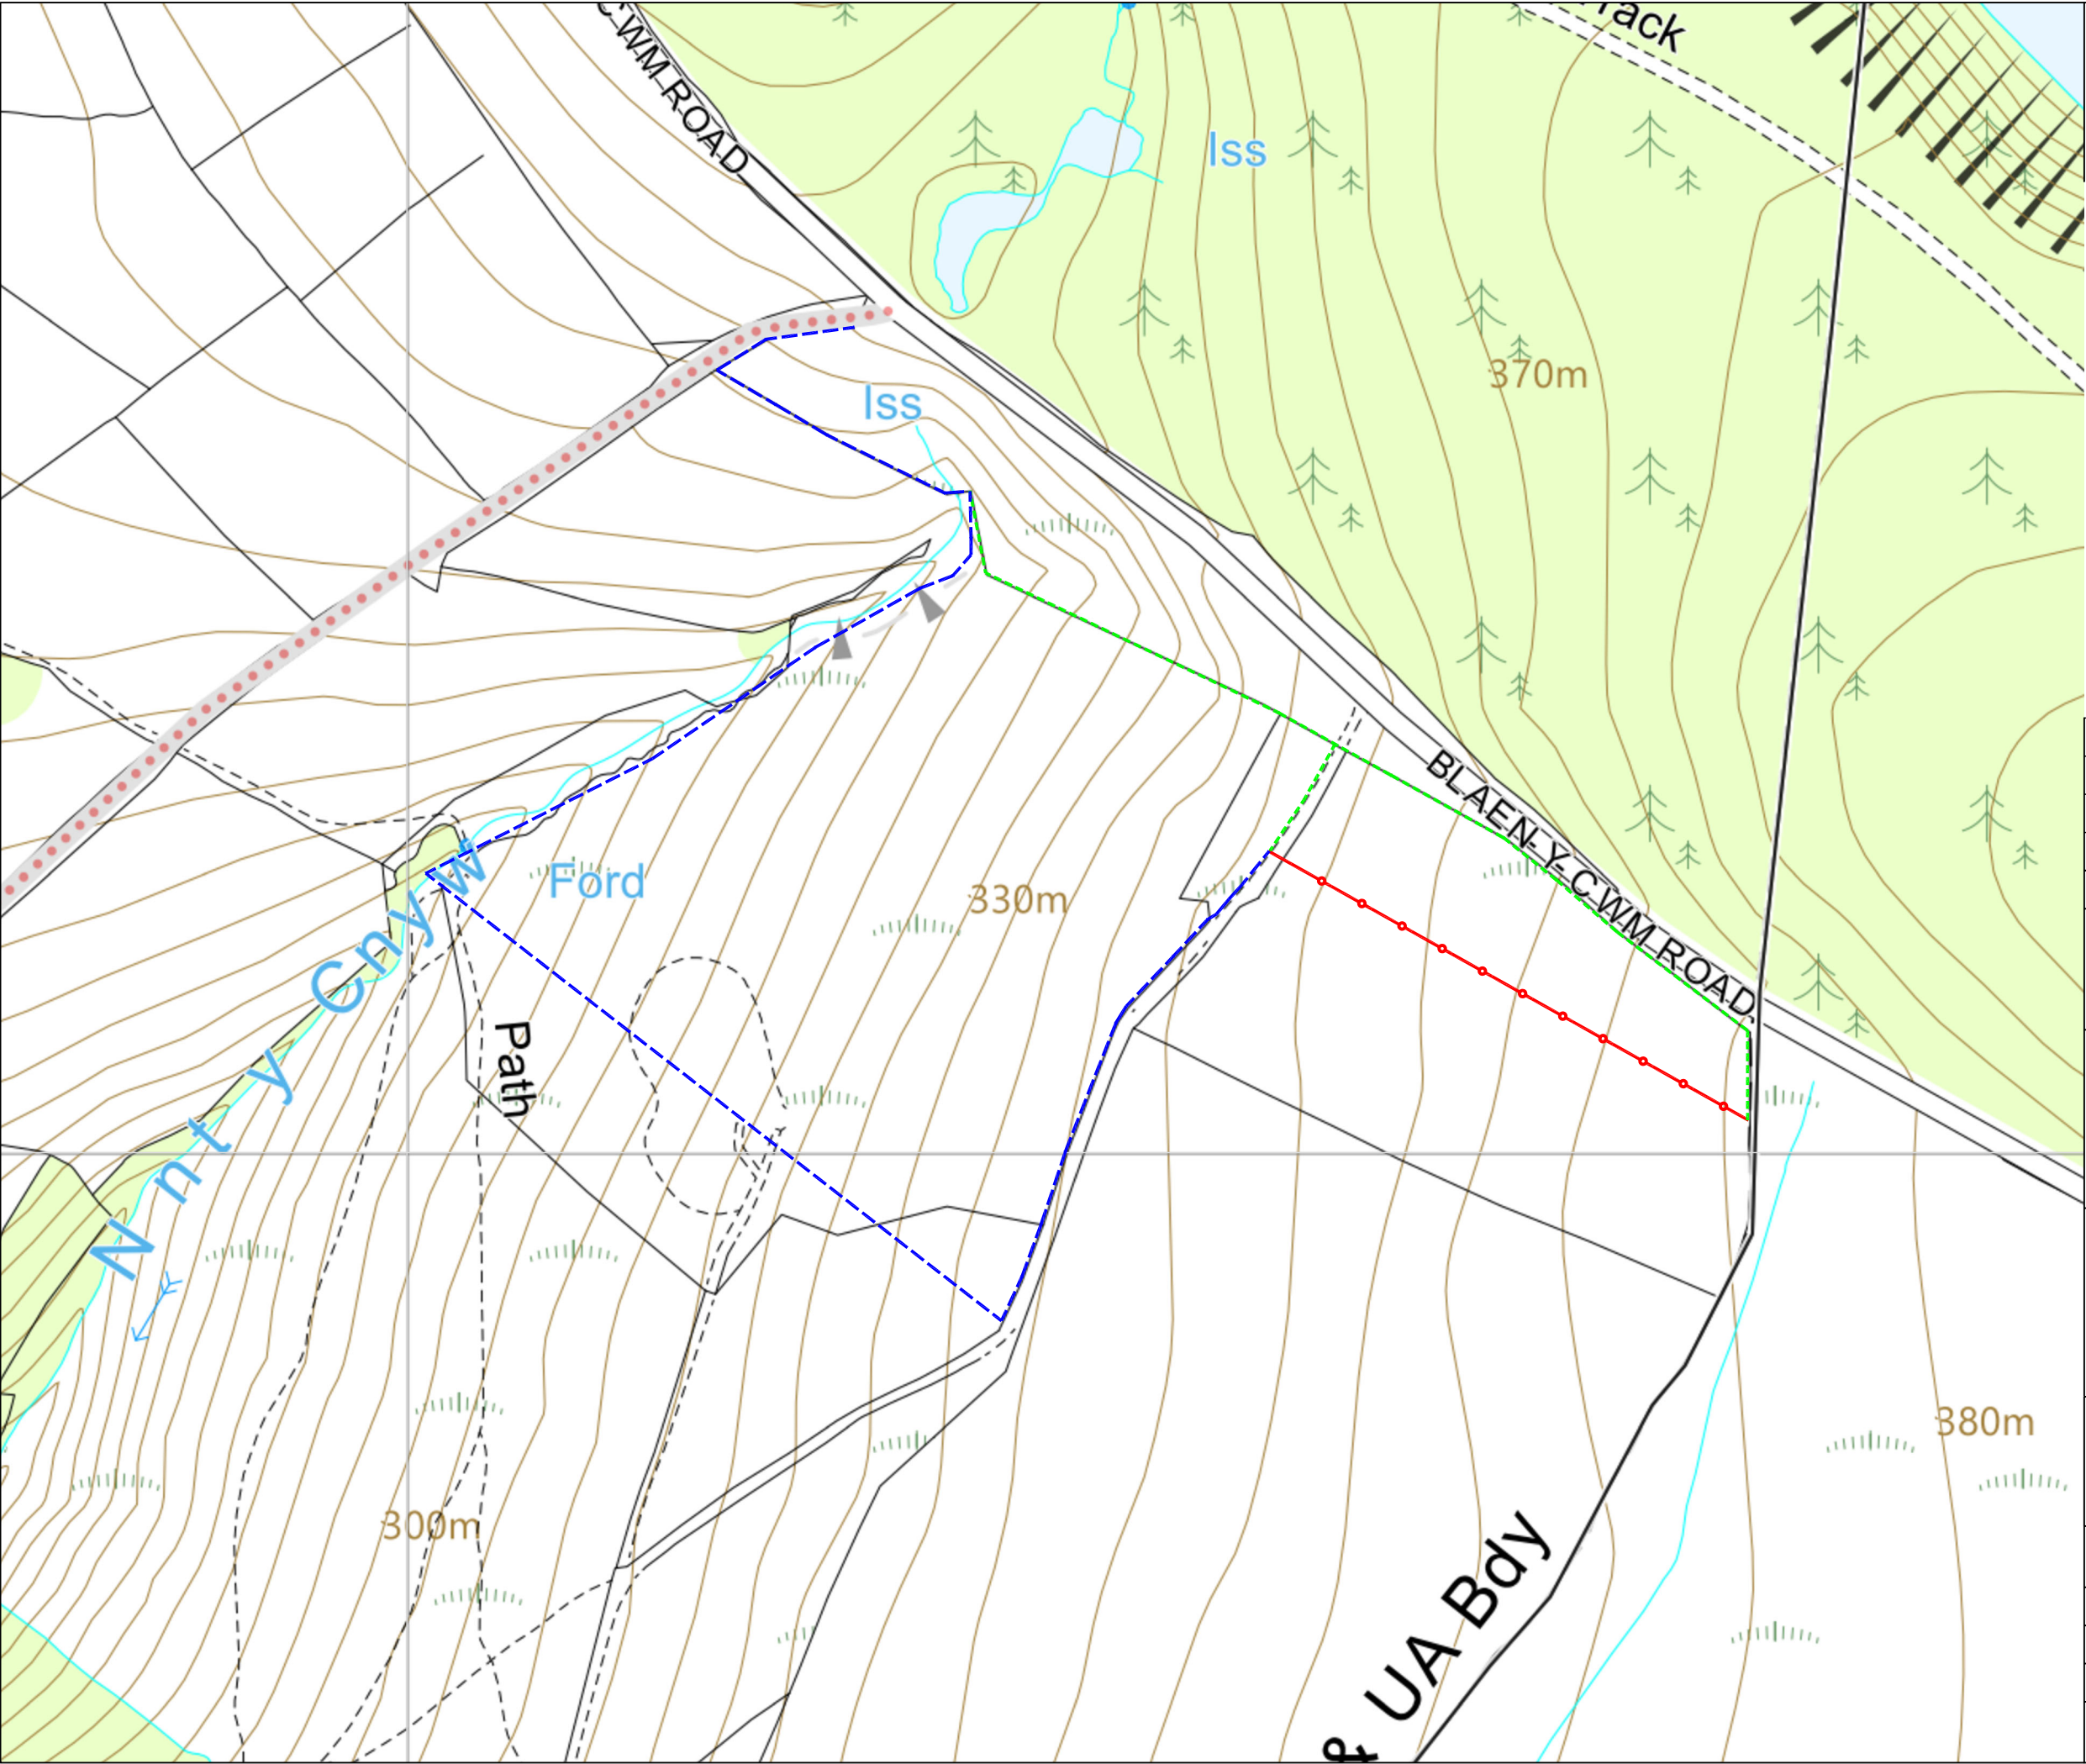 CWM ROAD
rack
Iss
370m
Iss
BLAEN-Y-CWM ROAD
Ford
330m
Nnt y Cnyw
Path
380m
300m
& UA Bdy